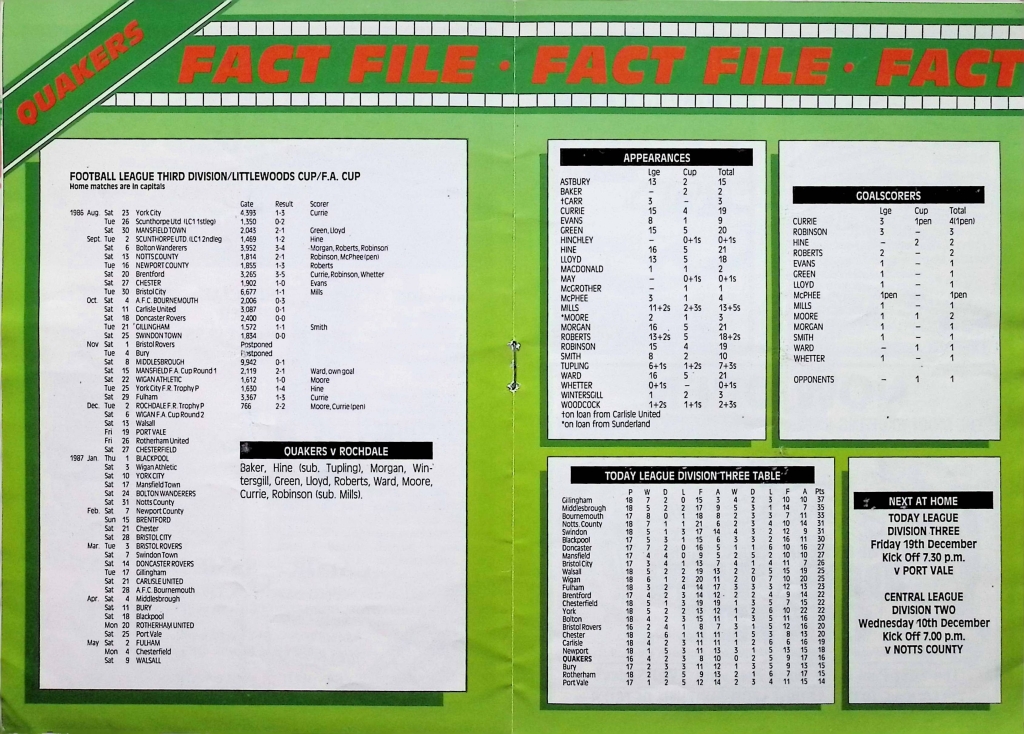 QUAKERS
FACT FILE · FACT FILE · FACT
FOOTBALL LEAGUE THIRD DIVISION/LITTLEWOODS CUP/F.A. CUP
Home matches are in capitals
Gate Result Scorer
1986 Aug. Sat 23 York City 4,393 1-3 Currie
Tue 26 Scunthorpe Utd. (LC1 1stleg) 1,350 0-2
Sat 30 MANSFIELD TOWN 2,043 2-1 Green, Lloyd
Sept. Tue 2 SCUNTHORPE UTD. (LC1 2ndleg 1,469 1-2 Hine
Sat 6 Bolton Wanderers 3,952 3-4 Morgan, Roberts, Robinson
Sat 13 NOTTS COUNTY 1,814 2-1 Robinson, McPhee (pen)
Tue 16 NEWPORT COUNTY 1,855 1-3 Roberts
Sat 20 Brentford 3,265 3-5 Currie, Robinson, Whetter
Sat 27 CHESTER 1,902 1-0 Evans
Tue 30 Bristol City 6,677 1-1 Mills
Oct. Sat 4 A.F.C. BOURNEMOUTH 2,006 0-3
Sat 11 Carlisle United 3,087 0-1
Sat 18 Doncaster Rovers 2,400 0-0
Tue 21 GILLINGHAM 1,572 1-1 Smith
Sat 25 SWINDON TOWN 1,834 0-0
Nov Sat 1 Bristol Rovers Postponed
Tue 4 Bury Postponed
Sat 8 MIDDLESBROUGH 9,942 0-1
Sat 15 MANSFIELD F.A. Cup Round 1 2,119 2-1 Ward, own goal
Sat 22 WIGAN ATHLETIC 1,612 1-0 Moore
Tue 25 York City F.R. Trophy P 1,630 1-4 Hine
Sat 29 Fulham 3,367 1-3 Currie
Dec. Tue 2 ROCHDALE F.R. Trophy P 766 2-2 Moore, Currie (pen)
Sat 6 WIGAN F.A. Cup Round 2
Sat 13 Walsall
Fri 19 PORT VALE
Fri 26 Rotherham United
Sat 27 CHESTERFIELD
1987 Jan. Thu 1 BLACKPOOL
Sat 3 Wigan Athletic
Sat 10 YORK CITY
Sat 17 Mansfield Town
Sat 24 BOLTON WANDERERS
Sat 31 Notts County
Feb. Sat 7 Newport County
Sun 15 BRENTFORD
Sat 21 Chester
Sat 28 BRISTOL CITY
Mar. Tue 3 BRISTOL ROVERS
Sat 7 Swindon Town
Sat 14 DONCASTER ROVERS
Tue 17 Gillingham
Sat 21 CARLISLE UNITED
Sat 28 A.F.C. Bournemouth
Apr. Sat 4 Middlesbrough
Sat 11 BURY
Sat 18 Blackpool
Mon 20 ROTHERHAM UNITED
Sat 25 Port Vale
May Sat 2 FULHAM
Mon 4 Chesterfield
Sat 9 WALSALL
QUAKERS v ROCHDALE
Baker, Hine (sub. Tupling), Morgan, Win-
tersgill, Green, Lloyd, Roberts, Ward, Moore,
Currie, Robinson (sub. Mills).
APPEARANCES
Lge Cup Total
ASTBURY 13 2 15
BAKER – 2 2
†CARR 3 – 3
CURRIE 15 4 19
EVANS 8 1 9
GREEN 15 5 20
HINCHLEY – 0+1s 0+1s
HINE 16 5 21
LLOYD 13 5 18
MACDONALD 1 1 2
MAY – 0+1s 0+1s
McGROTHER – 1 1
McPHEE 3 1 4
MILLS 11+2s 2+3s 13+5s
*MOORE 2 1 3
MORGAN 16 5 21
ROBERTS 13+2s 5 18+2s
ROBINSON 15 4 19
SMITH 8 2 10
TUPLING 6+1s 1+2s 7+3s
WARD 16 5 21
WHETTER 0+1s – 0+1s
WINTERSGILL 1 2 3
WOODCOCK 1+2s 1+1s 2+3s
†on loan from Carlisle United
*on loan from Sunderland
GOALSCORERS
Lge Cup Total
CURRIE 3 1pen 4(1pen)
ROBINSON 3 – 3
HINE – 2 2
ROBERTS 2 – 2
EVANS 1 – 1
GREEN 1 – 1
LLOYD 1 – 1
McPHEE 1pen – 1pen
MILLS 1 – 1
MOORE 1 1 2
MORGAN 1 – 1
SMITH 1 – 1
WARD – 1 1
WHETTER 1 – 1
OPPONENTS – 1 1
TODAY LEAGUE DIVISION THREE TABLE
P W D L F A W D L F A Pts
Gillingham 18 7 2 0 15 3 4 2 3 10 10 37
Middlesbrough 18 5 2 2 17 9 5 3 1 14 7 35
Bournemouth 17 8 0 1 18 8 2 3 3 7 11 33
Notts. County 18 7 1 1 21 6 2 3 4 10 14 31
Swindon 18 5 1 3 17 14 4 3 2 12 9 31
Blackpool 17 5 3 1 15 6 3 3 2 16 11 30
Doncaster 17 7 2 0 16 5 1 1 6 10 16 27
Mansfield 17 4 4 0 9 5 2 5 2 10 10 27
Bristol City 17 3 4 1 13 7 4 1 4 11 7 26
Walsall 18 5 2 2 19 13 2 2 5 15 19 25
Wigan 18 6 1 2 20 11 2 0 7 10 20 25
Fulham 18 3 2 4 14 17 3 3 3 12 13 23
Brentford 17 4 2 3 14 12 2 2 4 9 14 22
Chesterfield 18 5 1 3 19 19 1 3 5 7 15 22
York 18 5 2 2 13 12 1 2 6 10 22 22
Bolton 18 4 2 3 15 11 1 3 5 11 16 20
Bristol Rovers 16 2 4 1 8 7 3 1 5 12 16 20
Chester 18 2 6 1 11 11 1 5 3 8 13 20
Carlisle 18 4 2 3 11 11 1 2 6 6 16 19
Newport 18 1 5 3 11 13 3 1 5 13 15 18
QUAKERS 16 4 2 3 8 10 0 2 5 9 17 16
Bury 17 2 3 3 11 12 1 3 5 9 13 15
Rotherham 18 2 2 5 9 13 2 1 6 7 17 15
Port Vale 17 1 2 5 12 14 2 3 4 11 15 14
NEXT AT HOME
TODAY LEAGUE
DIVISION THREE
Friday 19th December
Kick Off 7.30 p.m.
v PORT VALE
CENTRAL LEAGUE
DIVISION TWO
Wednesday 10th December
Kick Off 7.00 p.m.
v NOTTS COUNTY